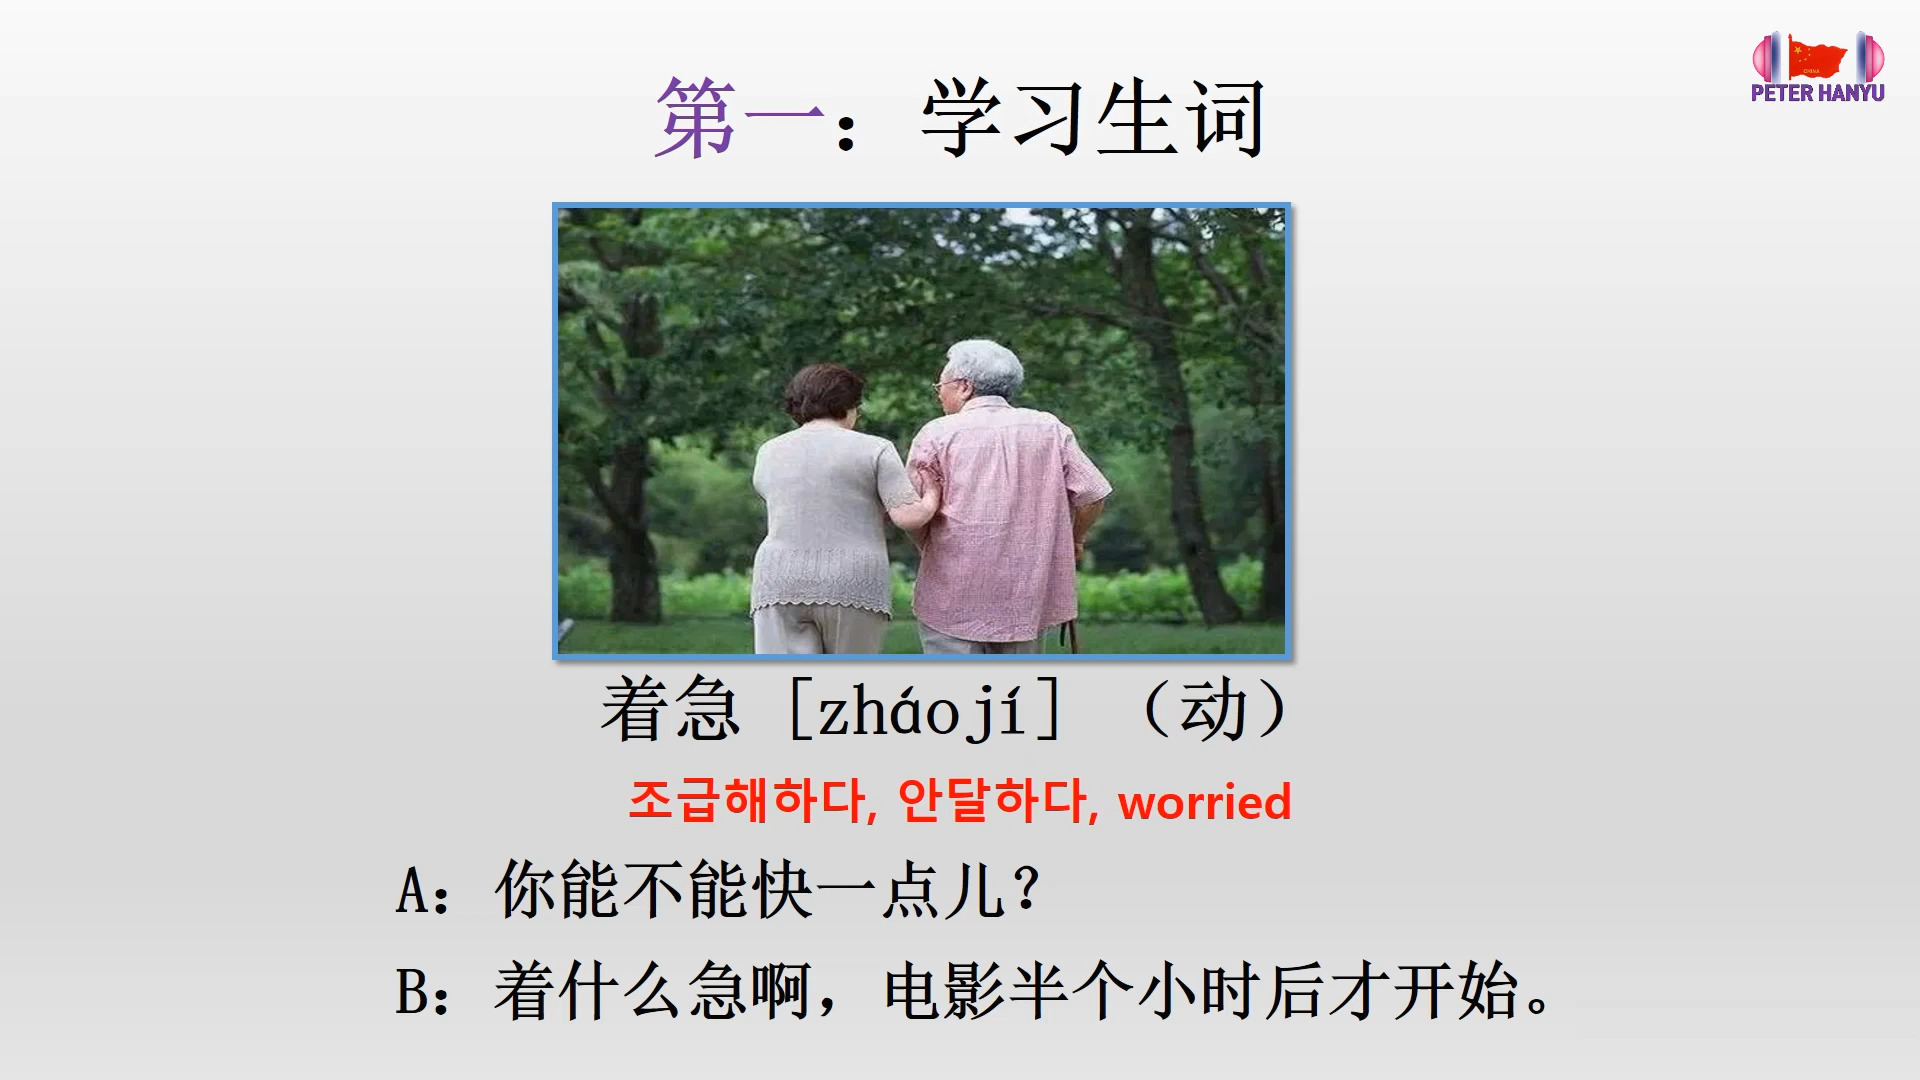 PETER HANYU
第一：学习生词
着急 [zháojí] （动）
조급해하다, 안달하다, worried
A：你能不能快一点儿？
B：着什么急啊，电影半个小时后才开始。